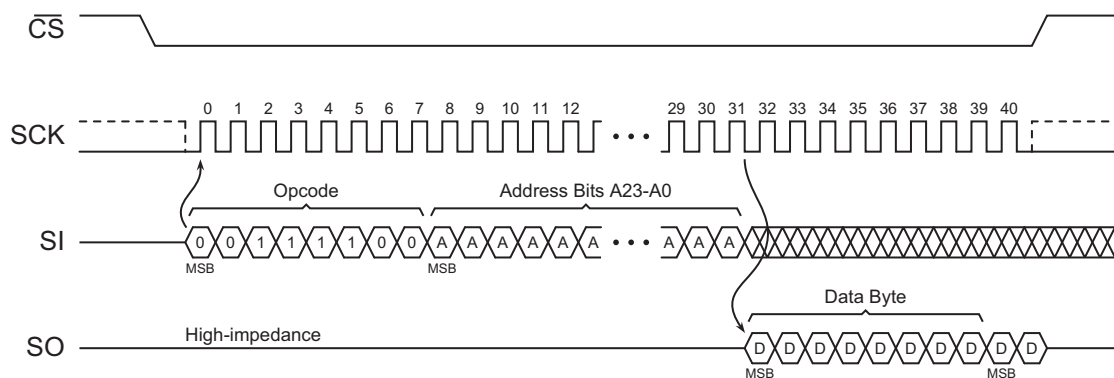 CS
0 1 2 3 4 5 6 7 8 9 10 11 12 29 30 31 32 33 34 35 36 37 38 39 40
SCK
Opcode Address Bits A23-A0
SI 0 0 1 1 1 1 0 0 A A A A A A A A A
MSB MSB
Data Byte
High-impedance
SO D D D D D D D D D D
MSB MSB